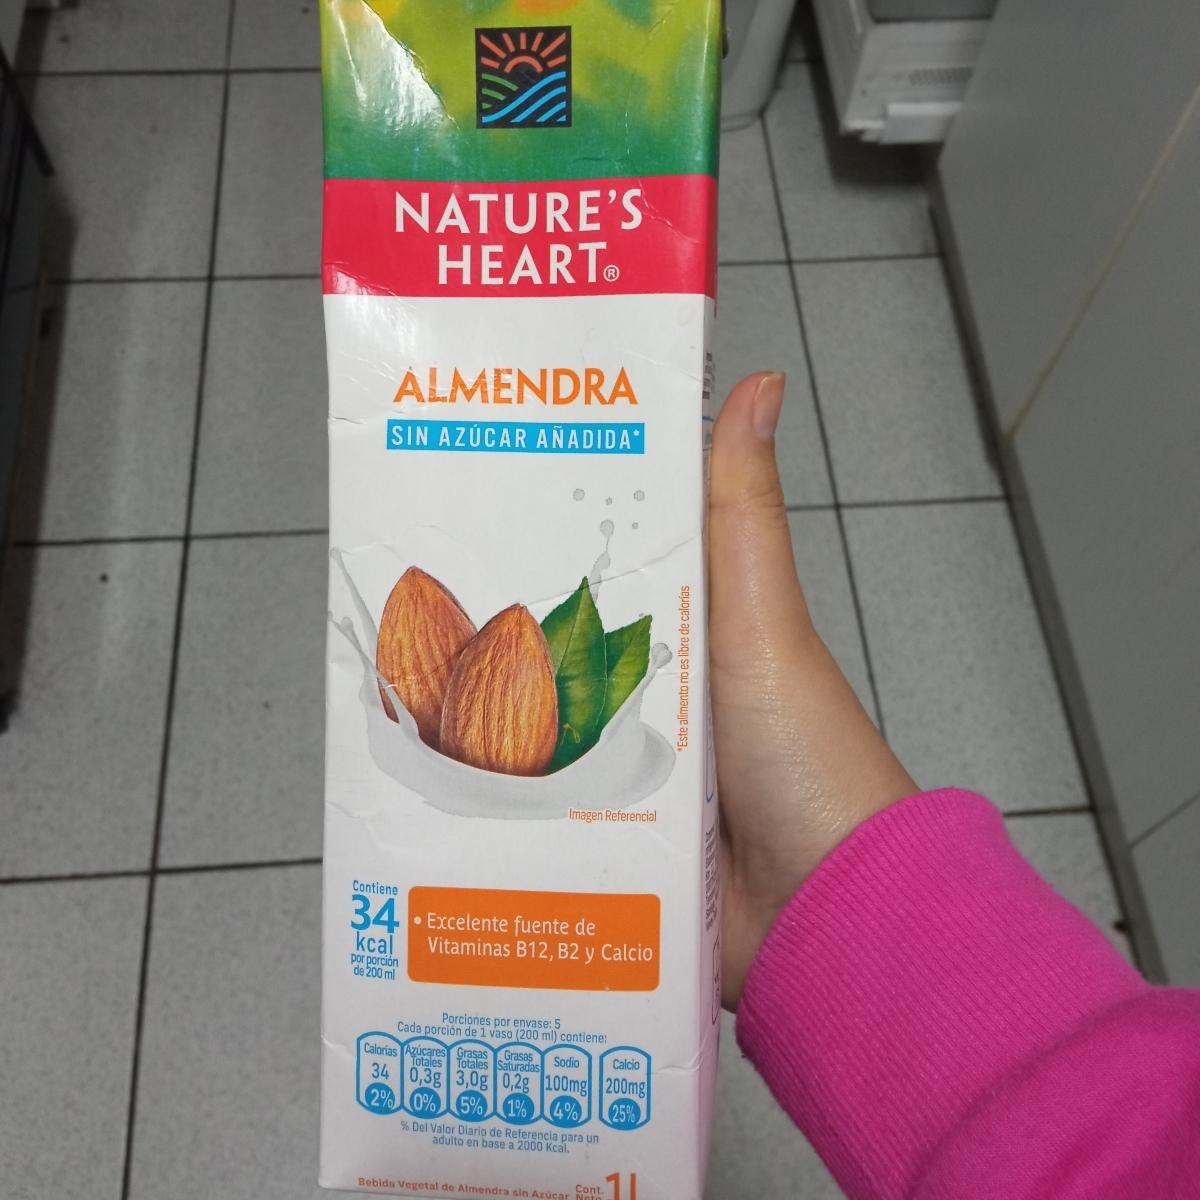 NATURE'S
HEART®
ALMENDRA
SIN AZÚCAR AÑADIDA*
*Este alimento no es libre de calorías
Imagen Referencial
Contiene
34
kcal
por porción
de 200 ml
• Excelente fuente de
Vitaminas B12, B2 y Calcio
Porciones por envase: 5
Cada porción de 1 vaso (200 ml) contiene:
Calorías
34
2%
Azúcares
Totales
0,3g
0%
Grasas
Totales
3,0g
5%
Grasas
Saturadas
0,2g
1%
Sodio
100mg
4%
Calcio
200mg
25%
% Del Valor Diario de Referencia para un
adulto en base a 2000 Kcal.
Bebida Vegetal de Almendra sin Azúcar
Cont.
Neto
1L